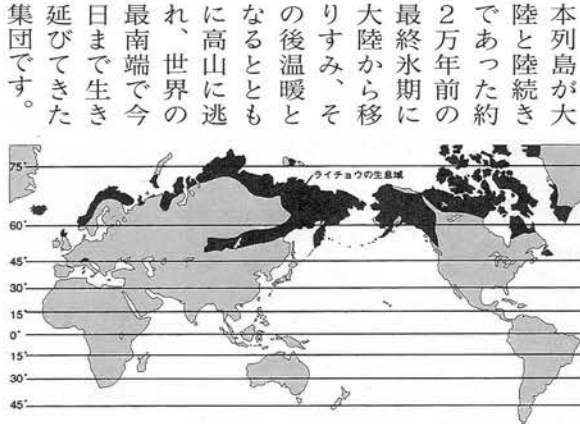 本列島が大
陸と陸続き
であった約
２万年前の
最終氷期に
大陸から移
りすみ、そ
の後温暖と
なるととも
に高山に逃
れ、世界の
最南端で今
日まで生き
延びてきた
集団です。
ライチョウの生息域
75°
60°
45°
30°
15°
0°
15°
30°
45°